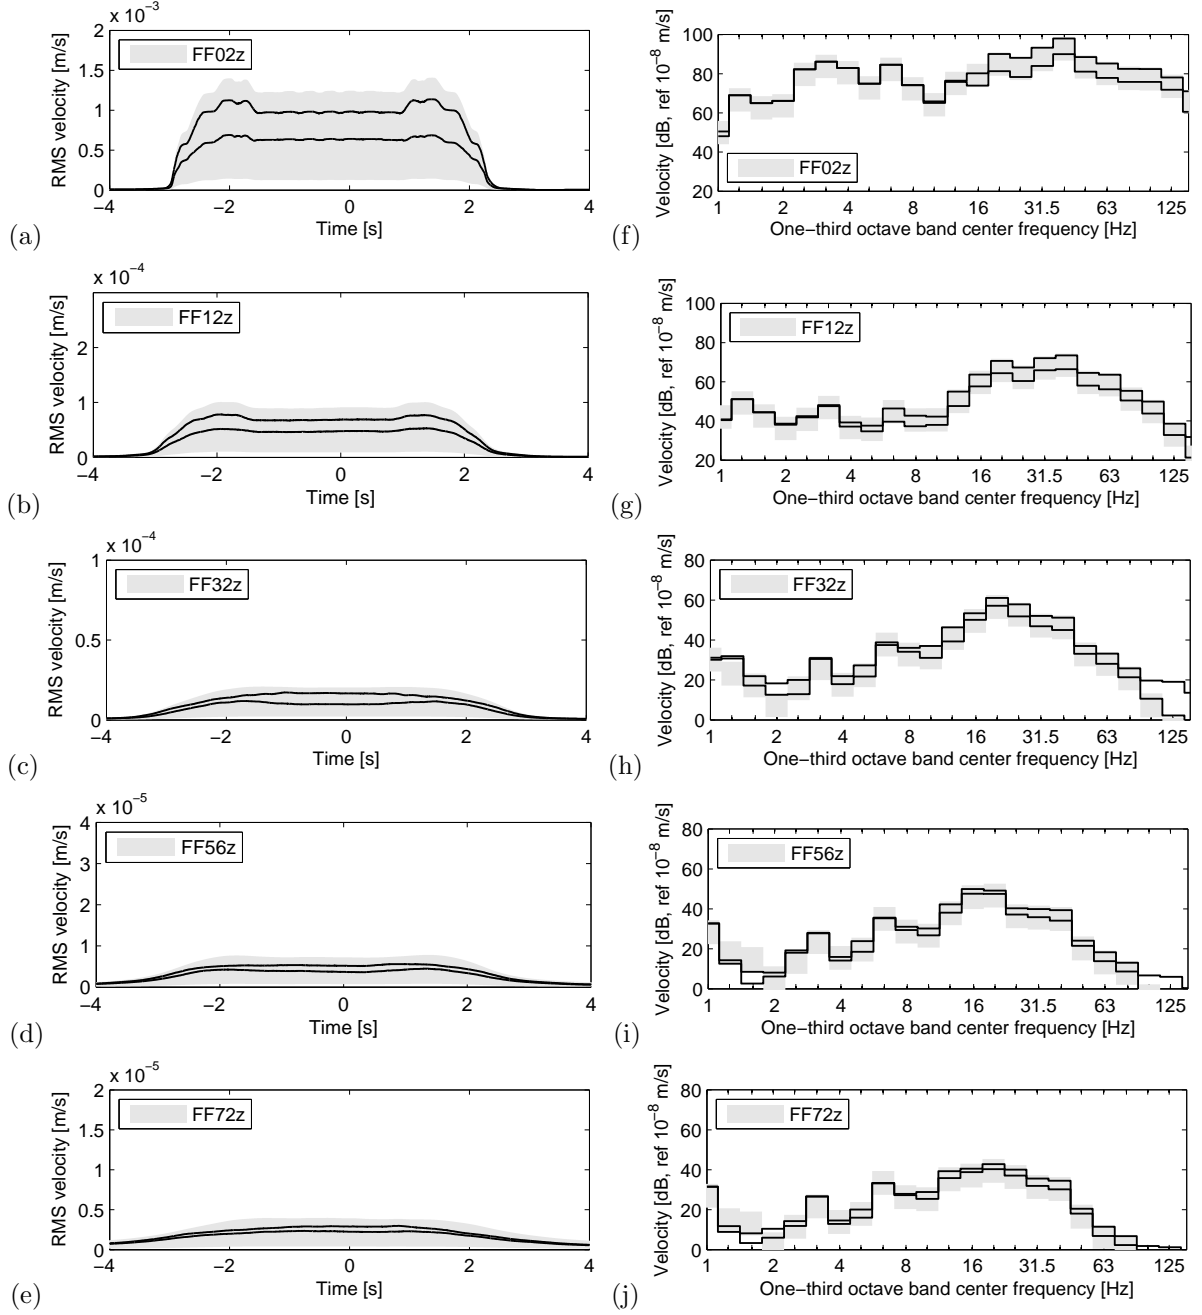 x 10⁻³
2
1.5
1
0.5
0
RMS velocity [m/s]
FF02z
−4 −2 0 2 4
Time [s]
(a)
100
80
60
40
20
Velocity [dB, ref 10⁻⁸ m/s]
FF02z
1 2 4 8 16 31.5 63 125
One−third octave band center frequency [Hz]
(f)
x 10⁻⁴
2
1
0
RMS velocity [m/s]
FF12z
−4 −2 0 2 4
Time [s]
(b)
100
80
60
40
20
Velocity [dB, ref 10⁻⁸ m/s]
FF12z
1 2 4 8 16 31.5 63 125
One−third octave band center frequency [Hz]
(g)
x 10⁻⁴
1
0.5
0
RMS velocity [m/s]
FF32z
−4 −2 0 2 4
Time [s]
(c)
80
60
40
20
0
Velocity [dB, ref 10⁻⁸ m/s]
FF32z
1 2 4 8 16 31.5 63 125
One−third octave band center frequency [Hz]
(h)
x 10⁻⁵
4
3
2
1
0
RMS velocity [m/s]
FF56z
−4 −2 0 2 4
Time [s]
(d)
80
60
40
20
0
Velocity [dB, ref 10⁻⁸ m/s]
FF56z
1 2 4 8 16 31.5 63 125
One−third octave band center frequency [Hz]
(i)
x 10⁻⁵
2
1.5
1
0.5
0
RMS velocity [m/s]
FF72z
−4 −2 0 2 4
Time [s]
(e)
80
60
40
20
0
Velocity [dB, ref 10⁻⁸ m/s]
FF72z
1 2 4 8 16 31.5 63 125
One−third octave band center frequency [Hz]
(j)